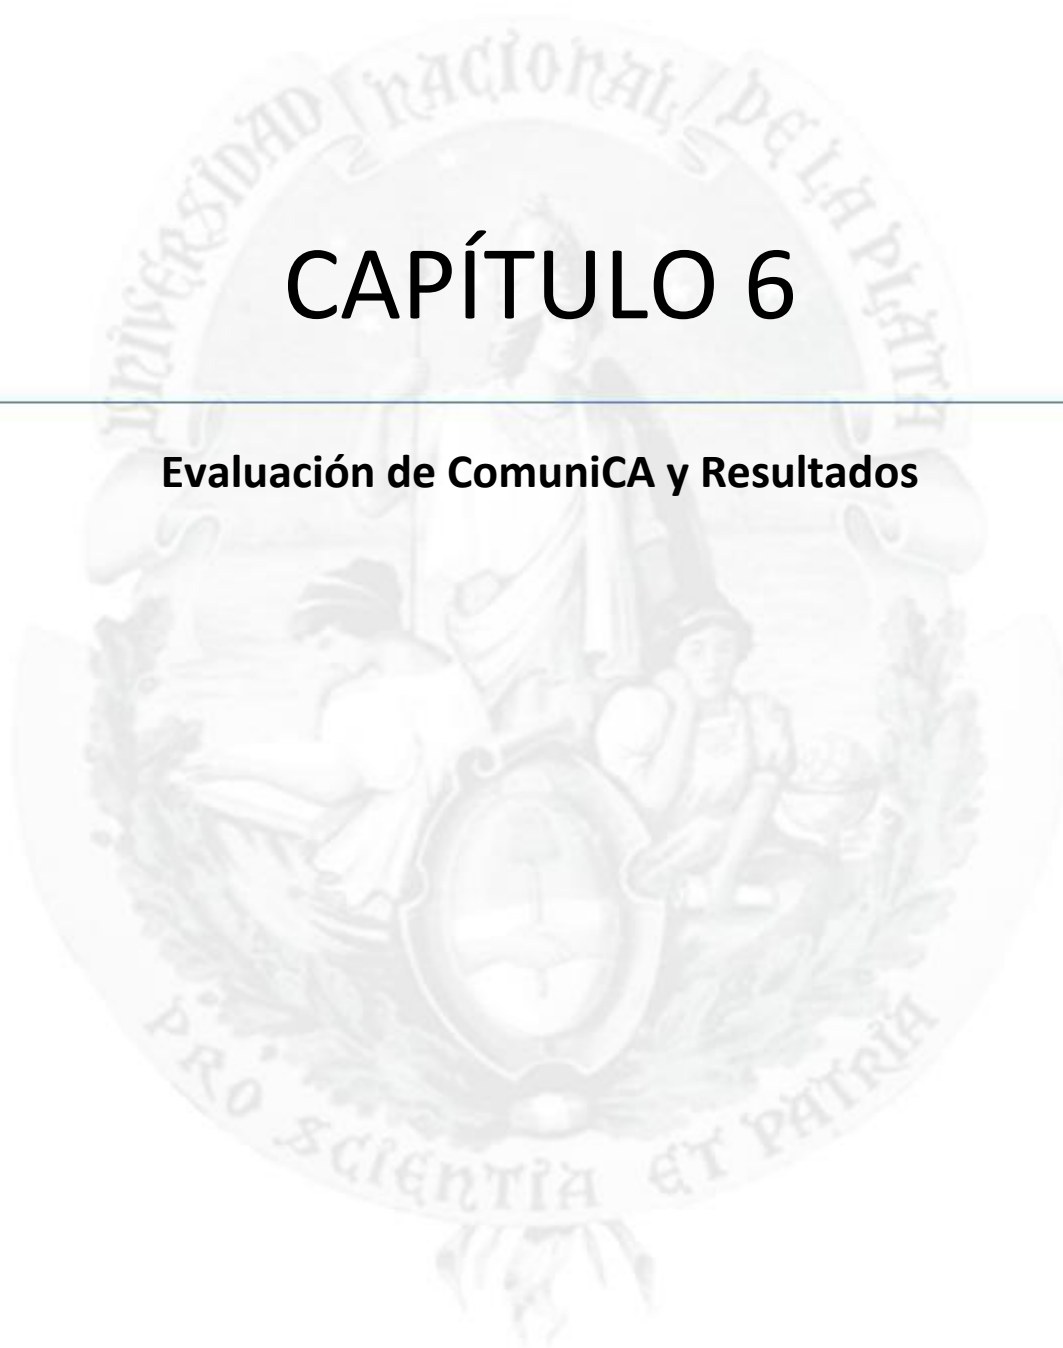 UNIVERSIDAD NACIONAL DE LA PLATA
CAPÍTULO 6
Evaluación de ComuniCA y Resultados
PRO SCIENTIA ET PATRIA